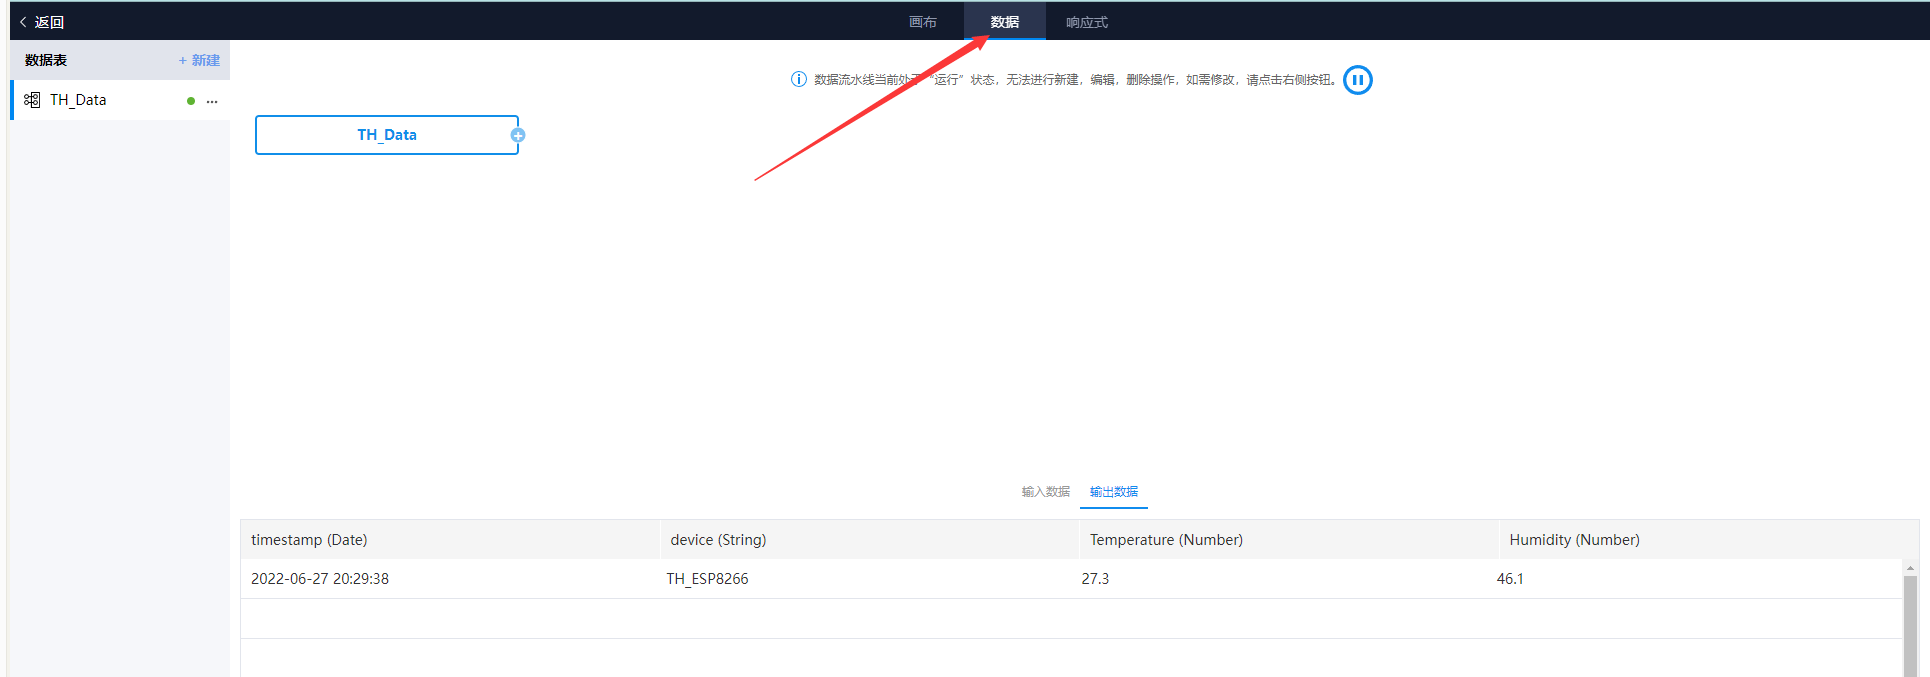 返回
画布 数据 响应式
数据表 + 新建
TH_Data ...
数据流水线当前处于“运行”状态，无法进行新建，编辑，删除操作，如需修改，请点击右侧按钮。
TH_Data
输入数据 输出数据
timestamp (Date) device (String) Temperature (Number) Humidity (Number)
2022-06-27 20:29:38 TH_ESP8266 27.3 46.1